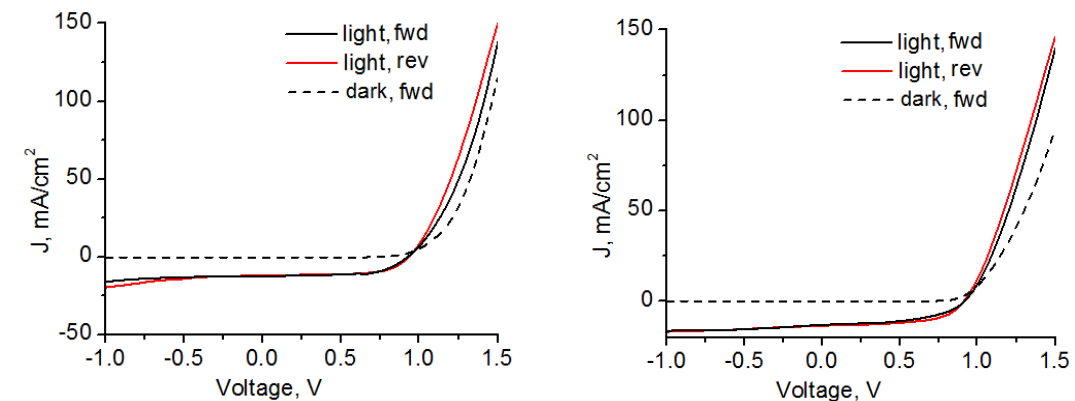 150
100
50
0
-50
J, mA/cm²
light, fwd
light, rev
dark, fwd
-1.0 -0.5 0.0 0.5 1.0 1.5
Voltage, V
150
100
50
0
J, mA/cm²
light, fwd
light, rev
dark, fwd
-1.0 -0.5 0.0 0.5 1.0 1.5
Voltage, V